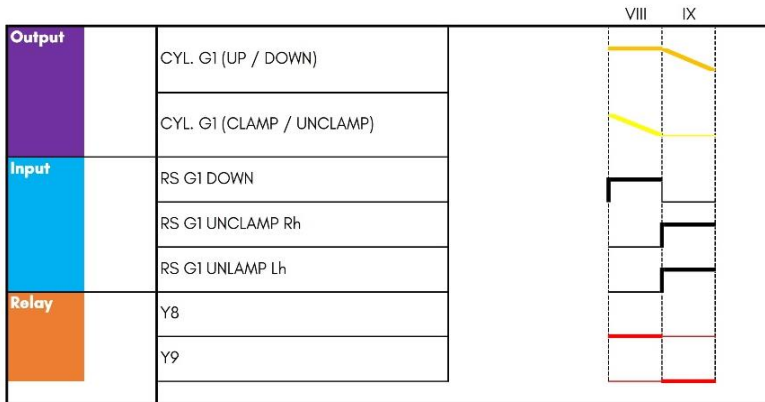 VIII IX
Output
CYL. G1 (UP / DOWN)
CYL. G1 (CLAMP / UNCLAMP)
Input
RS G1 DOWN
RS G1 UNCLAMP Rh
RS G1 UNLAMP Lh
Relay
Y8
Y9